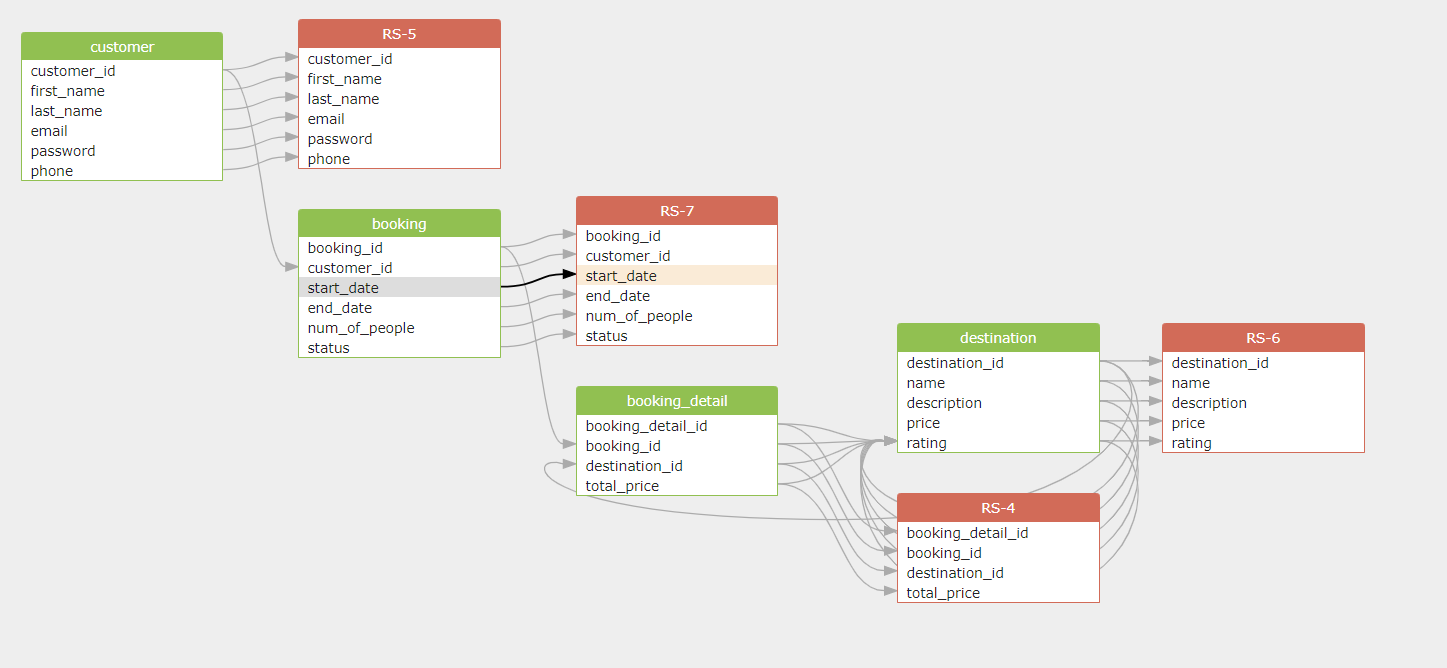 customer
customer_id
first_name
last_name
email
password
phone
RS-5
customer_id
first_name
last_name
email
password
phone
booking
booking_id
customer_id
start_date
end_date
num_of_people
status
RS-7
booking_id
customer_id
start_date
end_date
num_of_people
status
booking_detail
booking_detail_id
booking_id
destination_id
total_price
destination
destination_id
name
description
price
rating
RS-6
destination_id
name
description
price
rating
RS-4
booking_detail_id
booking_id
destination_id
total_price